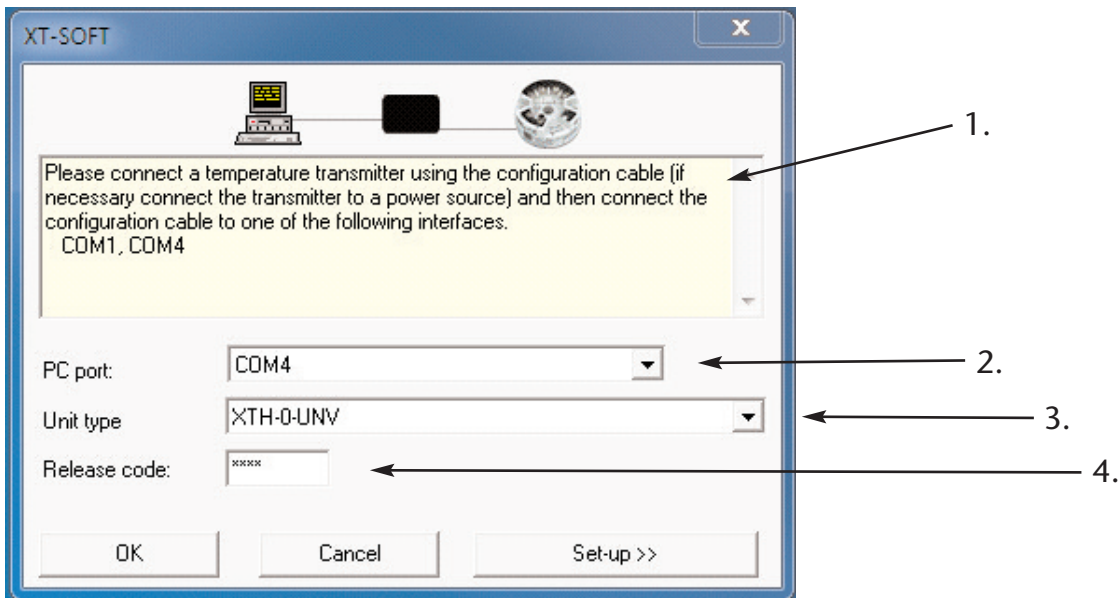 XT-SOFT
Please connect a temperature transmitter using the configuration cable (if
necessary connect the transmitter to a power source) and then connect the
configuration cable to one of the following interfaces.
COM1, COM4
1.
PC port: COM4
2.
Unit type XTH-0-UNV
3.
Release code: ****
4.
OK Cancel Set-up >>